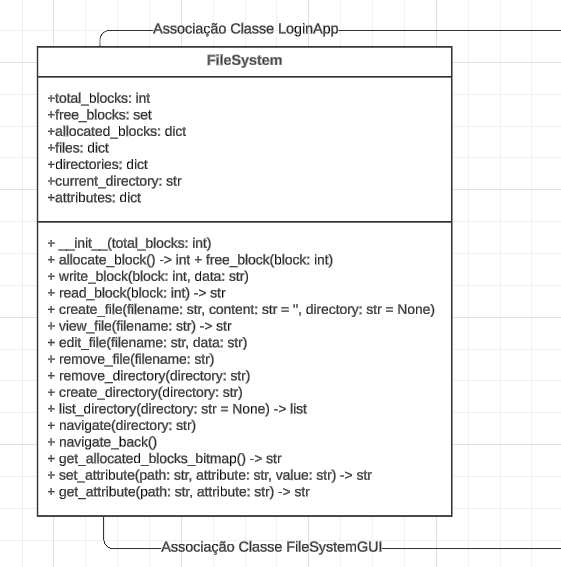 Associação Classe LoginApp
FileSystem
+total_blocks: int
+free_blocks: set
+allocated_blocks: dict
+files: dict
+directories: dict
+current_directory: str
+attributes: dict
+ __init__(total_blocks: int)
+ allocate_block() -> int + free_block(block: int)
+ write_block(block: int, data: str)
+ read_block(block: int) -> str
+ create_file(filename: str, content: str = '', directory: str = None)
+ view_file(filename: str) -> str
+ edit_file(filename: str, data: str)
+ remove_file(filename: str)
+ remove_directory(directory: str)
+ create_directory(directory: str)
+ list_directory(directory: str = None) -> list
+ navigate(directory: str)
+ navigate_back()
+ get_allocated_blocks_bitmap() -> str
+ set_attribute(path: str, attribute: str, value: str) -> str
+ get_attribute(path: str, attribute: str) -> str
Associação Classe FileSystemGUI